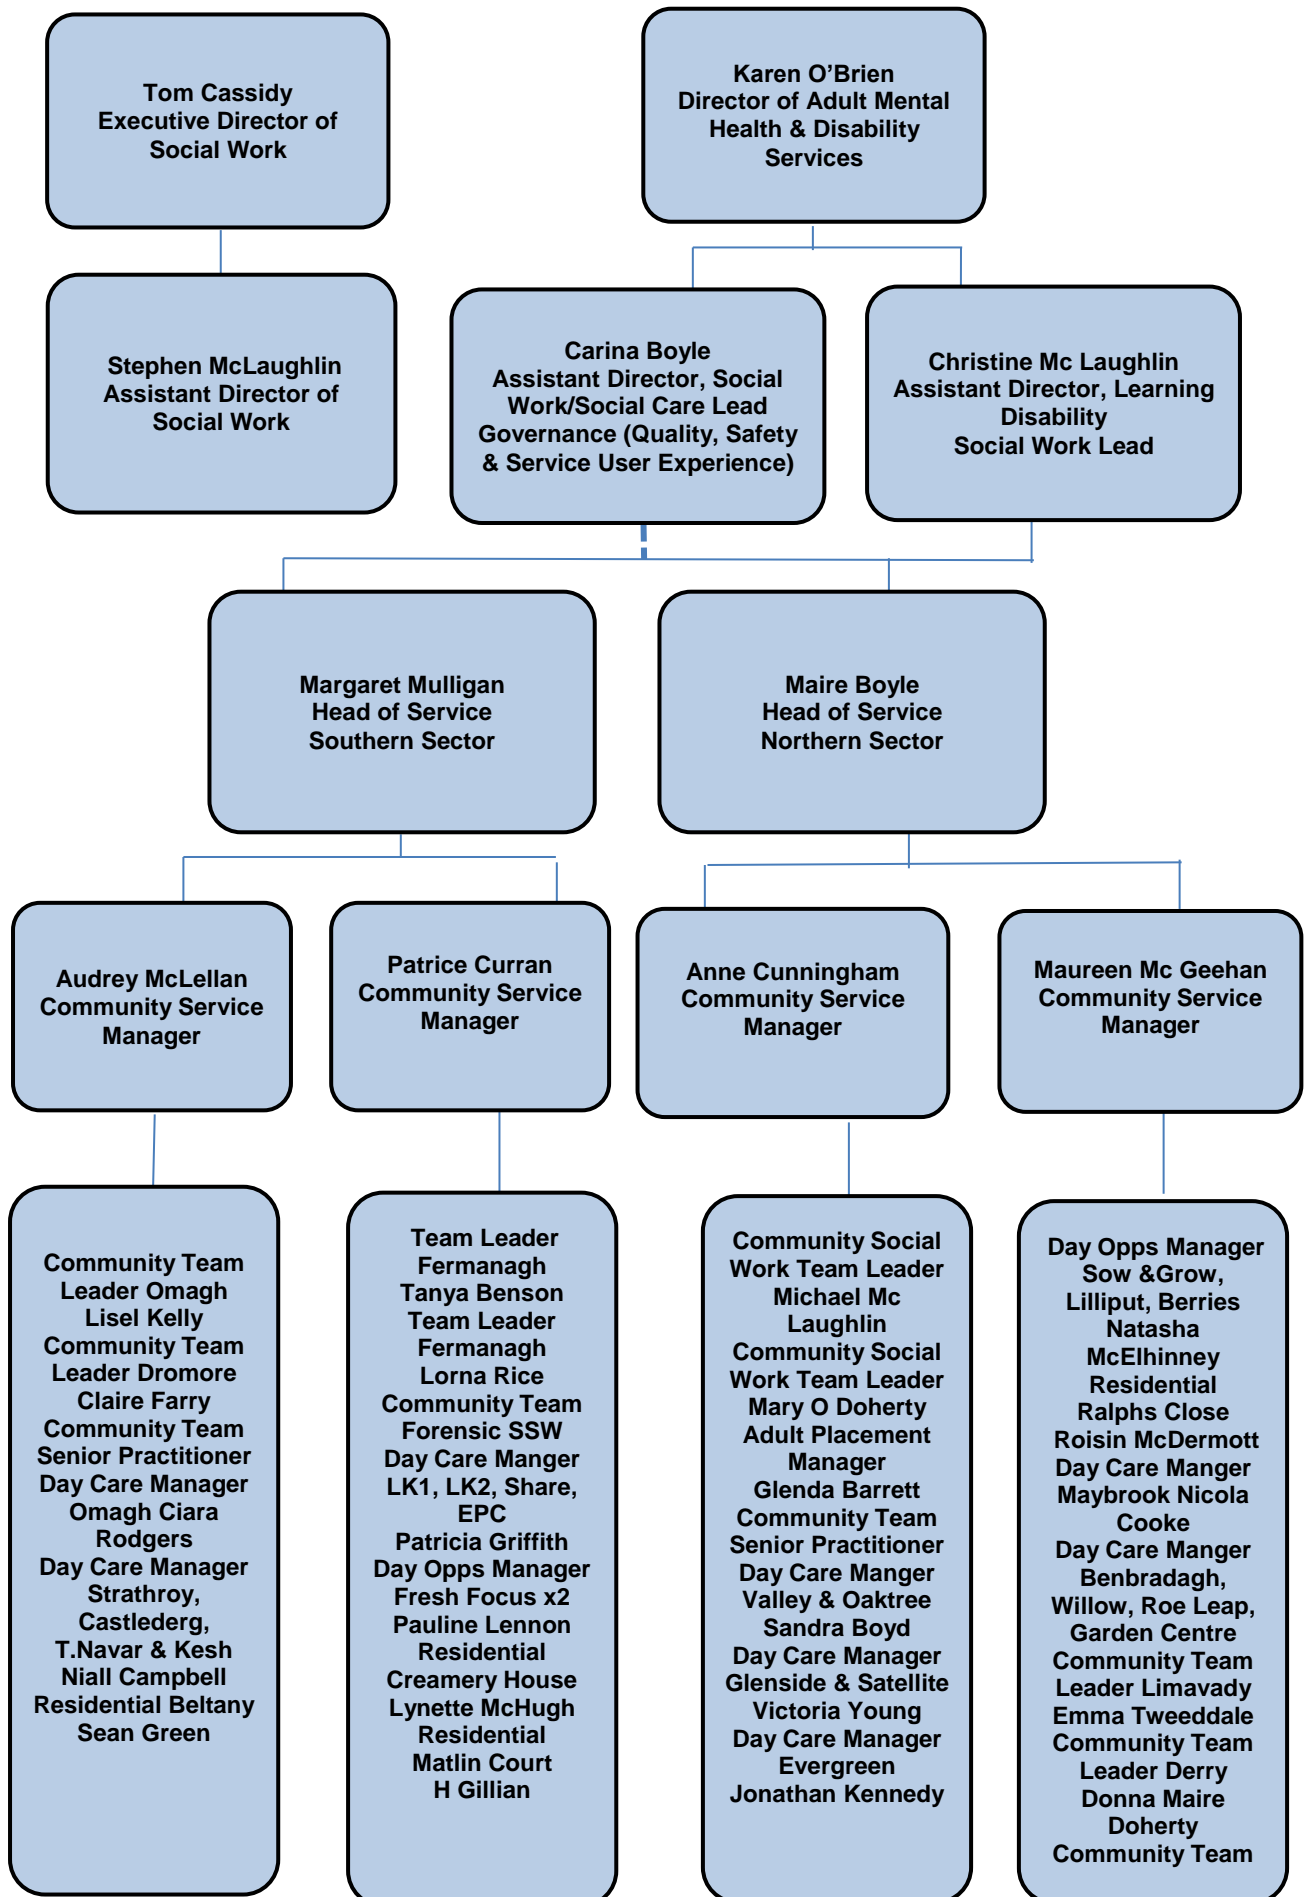 Tom Cassidy
Executive Director of
Social Work
Karen O’Brien
Director of Adult Mental
Health & Disability
Services
Stephen McLaughlin
Assistant Director of
Social Work
Carina Boyle
Assistant Director, Social
Work/Social Care Lead
Governance (Quality, Safety
& Service User Experience)
Christine Mc Laughlin
Assistant Director, Learning
Disability
Social Work Lead
Margaret Mulligan
Head of Service
Southern Sector
Maire Boyle
Head of Service
Northern Sector
Audrey McLellan
Community Service
Manager
Patrice Curran
Community Service
Manager
Anne Cunningham
Community Service
Manager
Maureen Mc Geehan
Community Service
Manager
Community Team
Leader Omagh
Lisel Kelly
Community Team
Leader Dromore
Claire Farry
Community Team
Senior Practitioner
Day Care Manager
Omagh Ciara
Rodgers
Day Care Manager
Strathroy,
Castlederg,
T.Navar & Kesh
Niall Campbell
Residential Beltany
Sean Green
Team Leader
Fermanagh
Tanya Benson
Team Leader
Fermanagh
Lorna Rice
Community Team
Forensic SSW
Day Care Manger
LK1, LK2, Share,
EPC
Patricia Griffith
Day Opps Manager
Fresh Focus x2
Pauline Lennon
Residential
Creamery House
Lynette McHugh
Residential
Matlin Court
H Gillian
Community Social
Work Team Leader
Michael Mc
Laughlin
Community Social
Work Team Leader
Mary O Doherty
Adult Placement
Manager
Glenda Barrett
Community Team
Senior Practitioner
Day Care Manger
Valley & Oaktree
Sandra Boyd
Day Care Manager
Glenside & Satellite
Victoria Young
Day Care Manager
Evergreen
Jonathan Kennedy
Day Opps Manager
Sow &Grow,
Lilliput, Berries
Natasha
McElhinney
Residential
Ralphs Close
Roisin McDermott
Day Care Manger
Maybrook Nicola
Cooke
Day Care Manger
Benbradagh,
Willow, Roe Leap,
Garden Centre
Community Team
Leader Limavady
Emma Tweeddale
Community Team
Leader Derry
Donna Maire
Doherty
Community Team